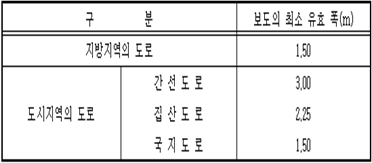 구 분 보도의 최소 유효 폭(m)
지방지역의 도로 1.50
도시지역의 도로 간 선 도 로 3.00
집 산 도 로 2.25
국 지 도 로 1.50